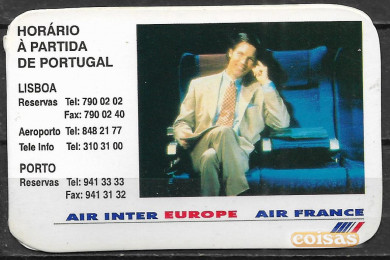 HORÁRIO
À PARTIDA
DE PORTUGAL
LISBOA
Reservas Tel: 790 02 02
Fax: 790 02 40
Aeroporto Tel: 848 21 77
Tele Info Tel: 310 31 00
PORTO
Reservas Tel: 941 33 33
Fax: 941 31 32
AIR INTER EUROPE AIR FRANCE
coisas